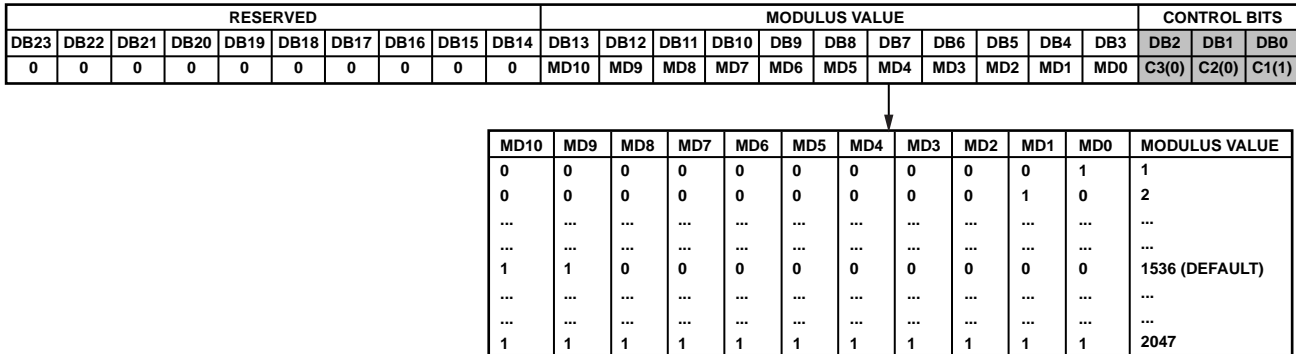 RESERVED MODULUS VALUE CONTROL BITS
DB23 DB22 DB21 DB20 DB19 DB18 DB17 DB16 DB15 DB14 DB13 DB12 DB11 DB10 DB9 DB8 DB7 DB6 DB5 DB4 DB3 DB2 DB1 DB0
0 0 0 0 0 0 0 0 0 0 MD10 MD9 MD8 MD7 MD6 MD5 MD4 MD3 MD2 MD1 MD0 C3(0) C2(0) C1(1)
MD10 MD9 MD8 MD7 MD6 MD5 MD4 MD3 MD2 MD1 MD0 MODULUS VALUE
0 0 0 0 0 0 0 0 0 0 1 1
0 0 0 0 0 0 0 0 0 1 0 2
... ... ... ... ... ... ... ... ... ... ... ...
... ... ... ... ... ... ... ... ... ... ... ...
1 1 0 0 0 0 0 0 0 0 0 1536 (DEFAULT)
... ... ... ... ... ... ... ... ... ... ... ...
... ... ... ... ... ... ... ... ... ... ... ...
1 1 1 1 1 1 1 1 1 1 1 2047